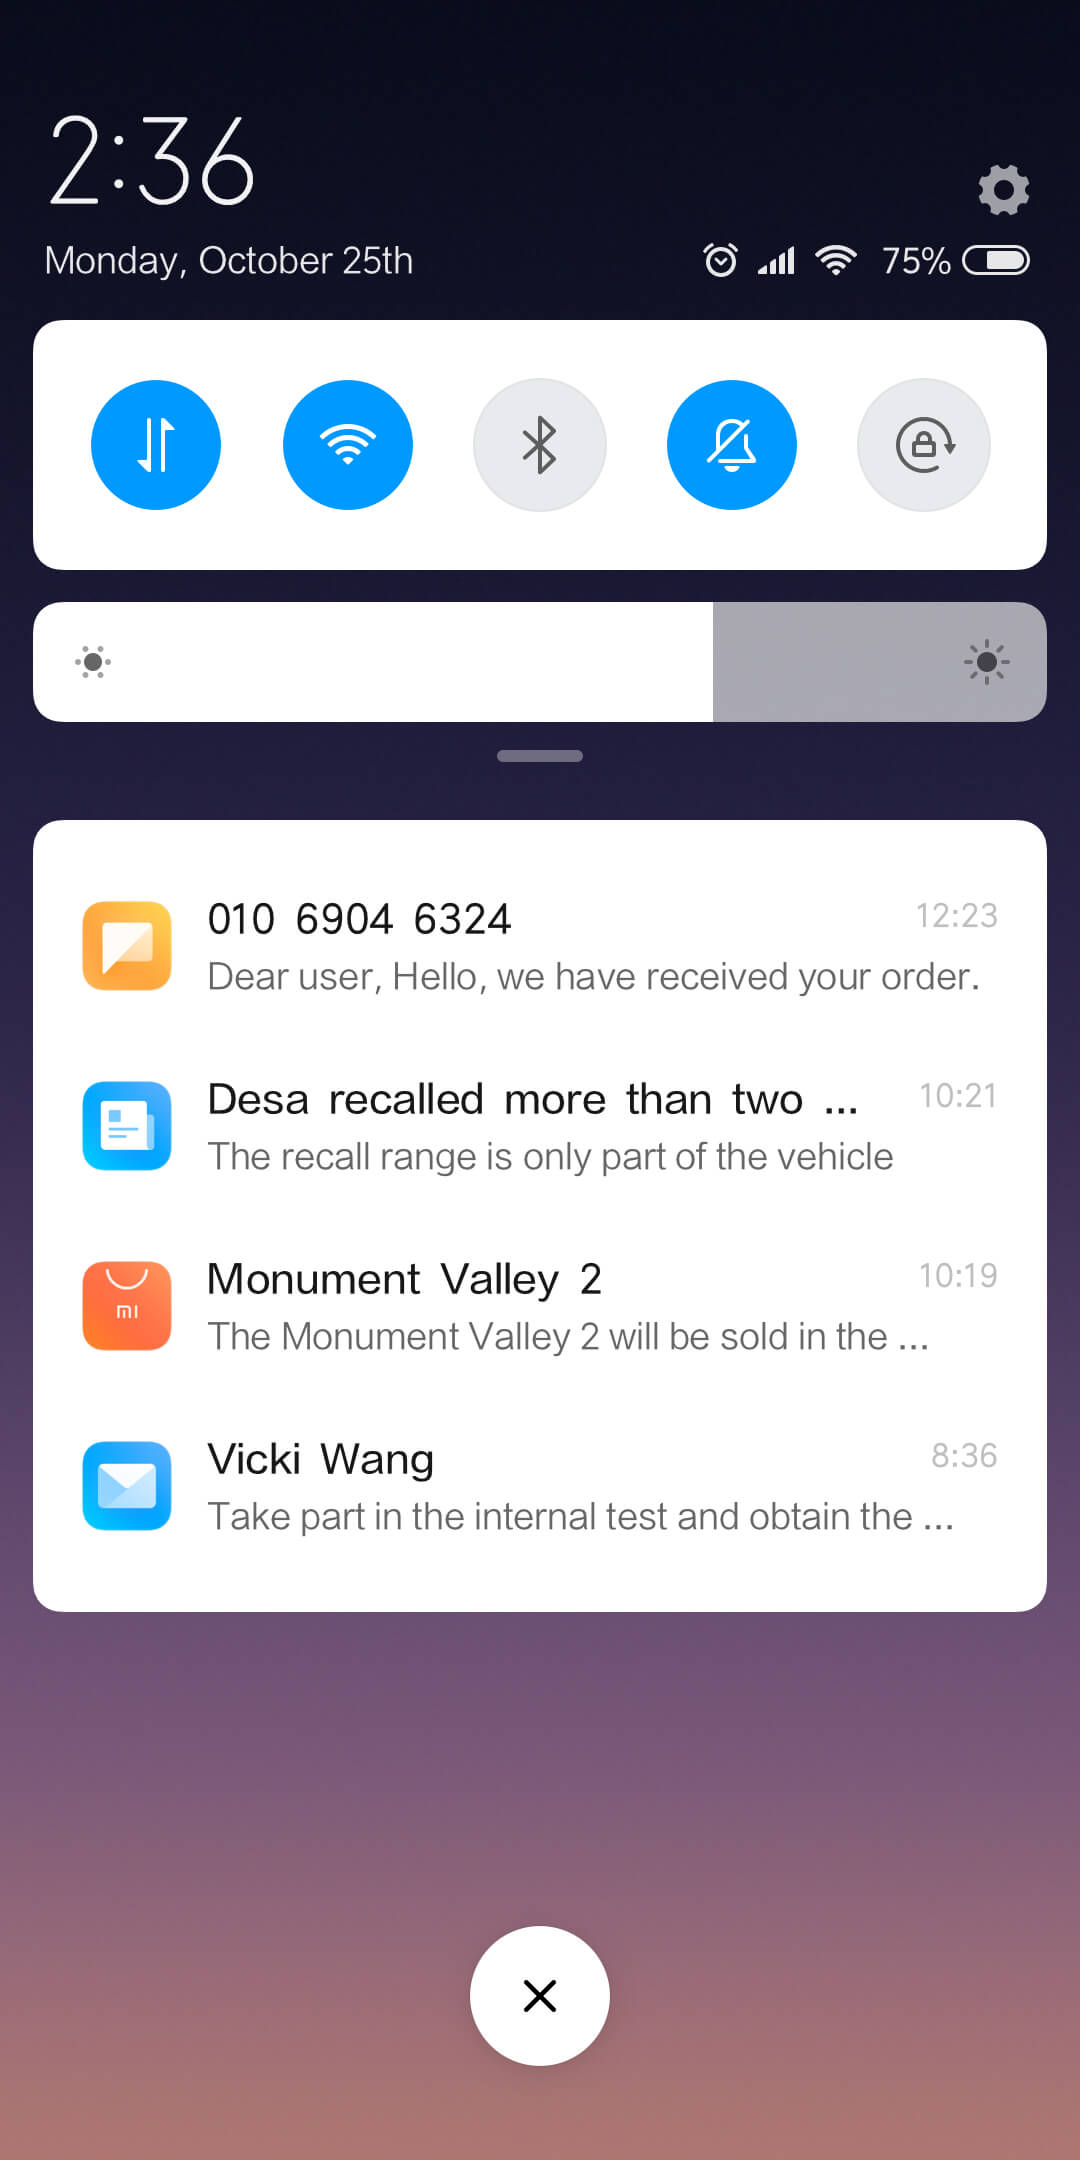 2:36
Monday, October 25th
75%
010 6904 6324
12:23
Dear user, Hello, we have received your order.
Desa recalled more than two ...
10:21
The recall range is only part of the vehicle
MI
Monument Valley 2
10:19
The Monument Valley 2 will be sold in the ...
Vicki Wang
8:36
Take part in the internal test and obtain the ...